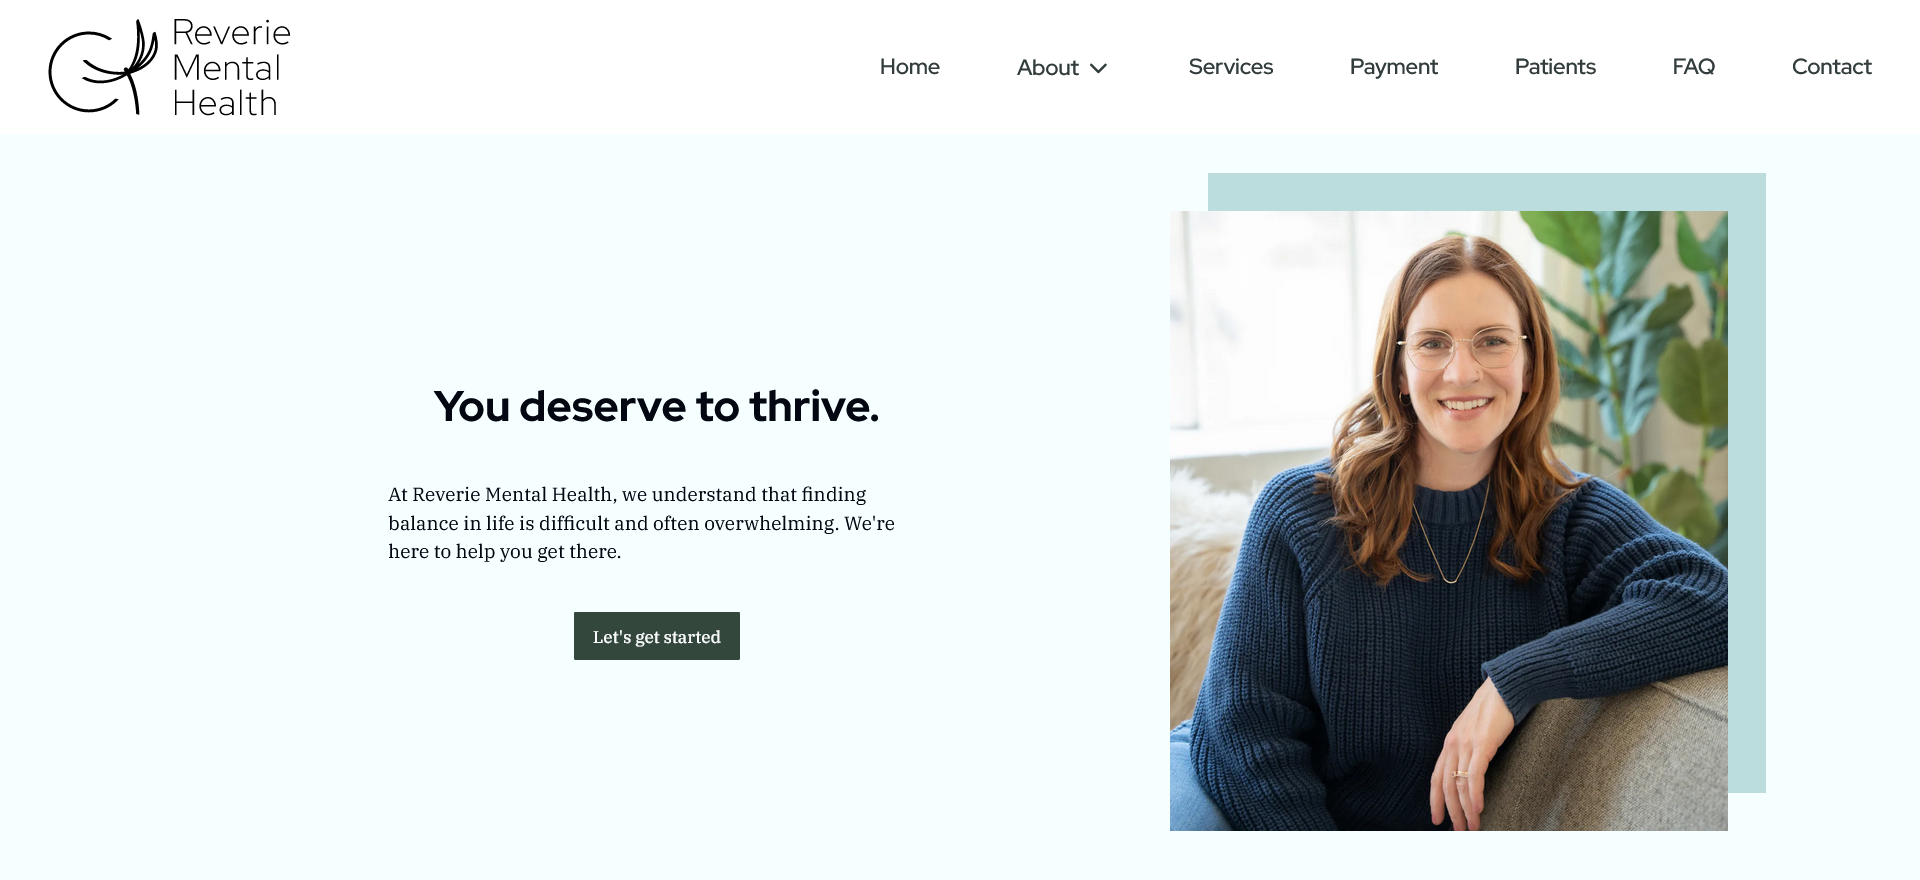 Reverie
Mental
Health
Home
About
Services
Payment
Patients
FAQ
Contact
You deserve to thrive.
At Reverie Mental Health, we understand that finding
balance in life is difficult and often overwhelming. We're
here to help you get there.
Let's get started